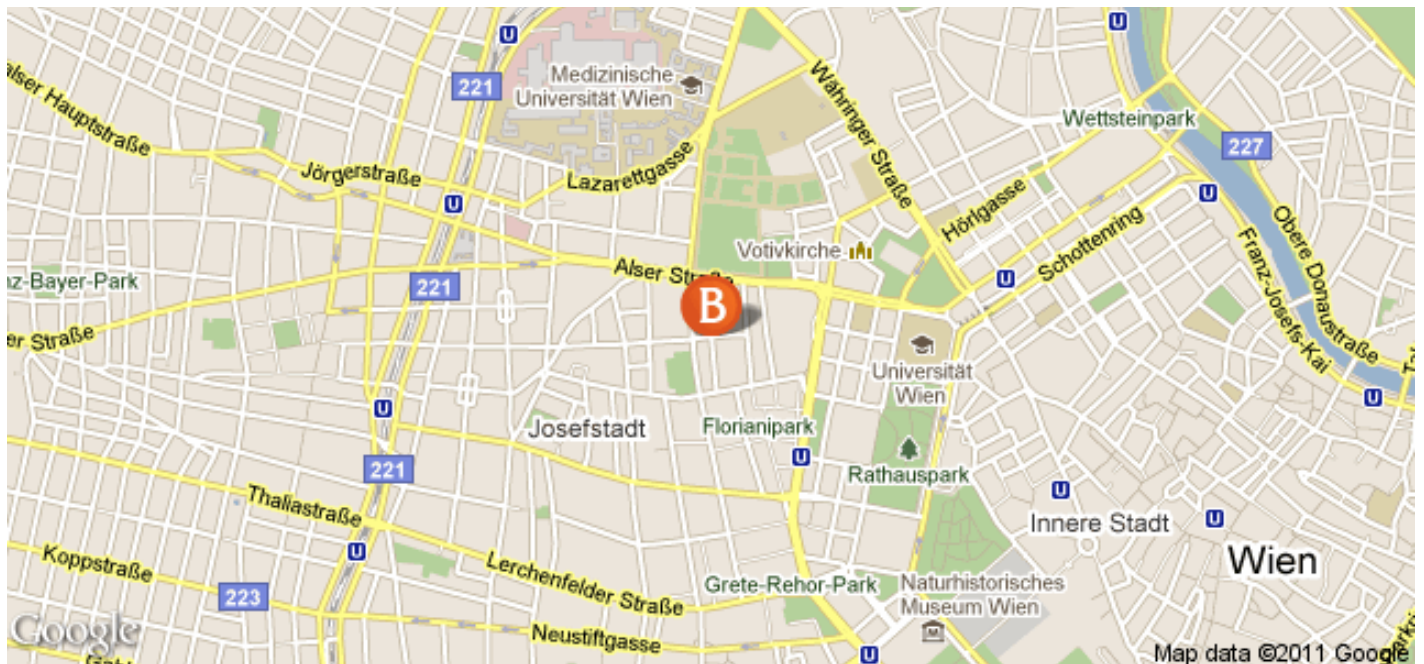 U
221
Medizinische
Universität Wien
Währinger Straße
Wettsteinpark
227
Hauptstraße
Jörgerstraße
Lazarettgasse
Hörlgasse
U
U
Obere Donaustraße
Votivkirche
Schottenring
Franz-Josefs-Kai
Alser Straße
U
221
B
z-Bayer-Park
er Straße
Universität
Wien
U
U
Josefstadt
Florianipark
U
221
Rathauspark
U
U
Thaliastraße
Innere Stadt
Wien
U
Koppstraße
Lerchenfelder Straße
Grete-Rehor-Park
Naturhistorisches
Museum Wien
223
Neustiftgasse
Google
U
Map data ©2011 Google